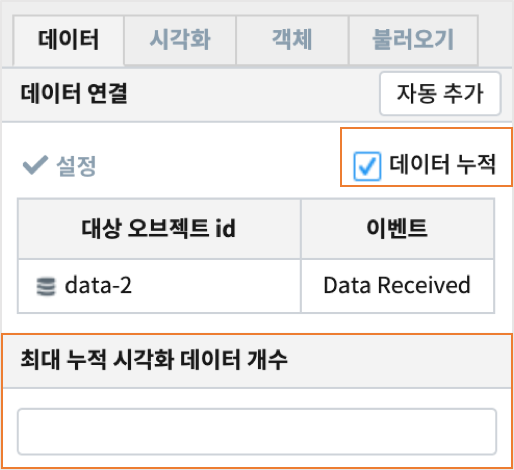 데이터 시각화 객체 불러오기
데이터 연결 자동 추가
설정 데이터 누적
대상 오브젝트 id 이벤트
data-2 Data Received
최대 누적 시각화 데이터 개수